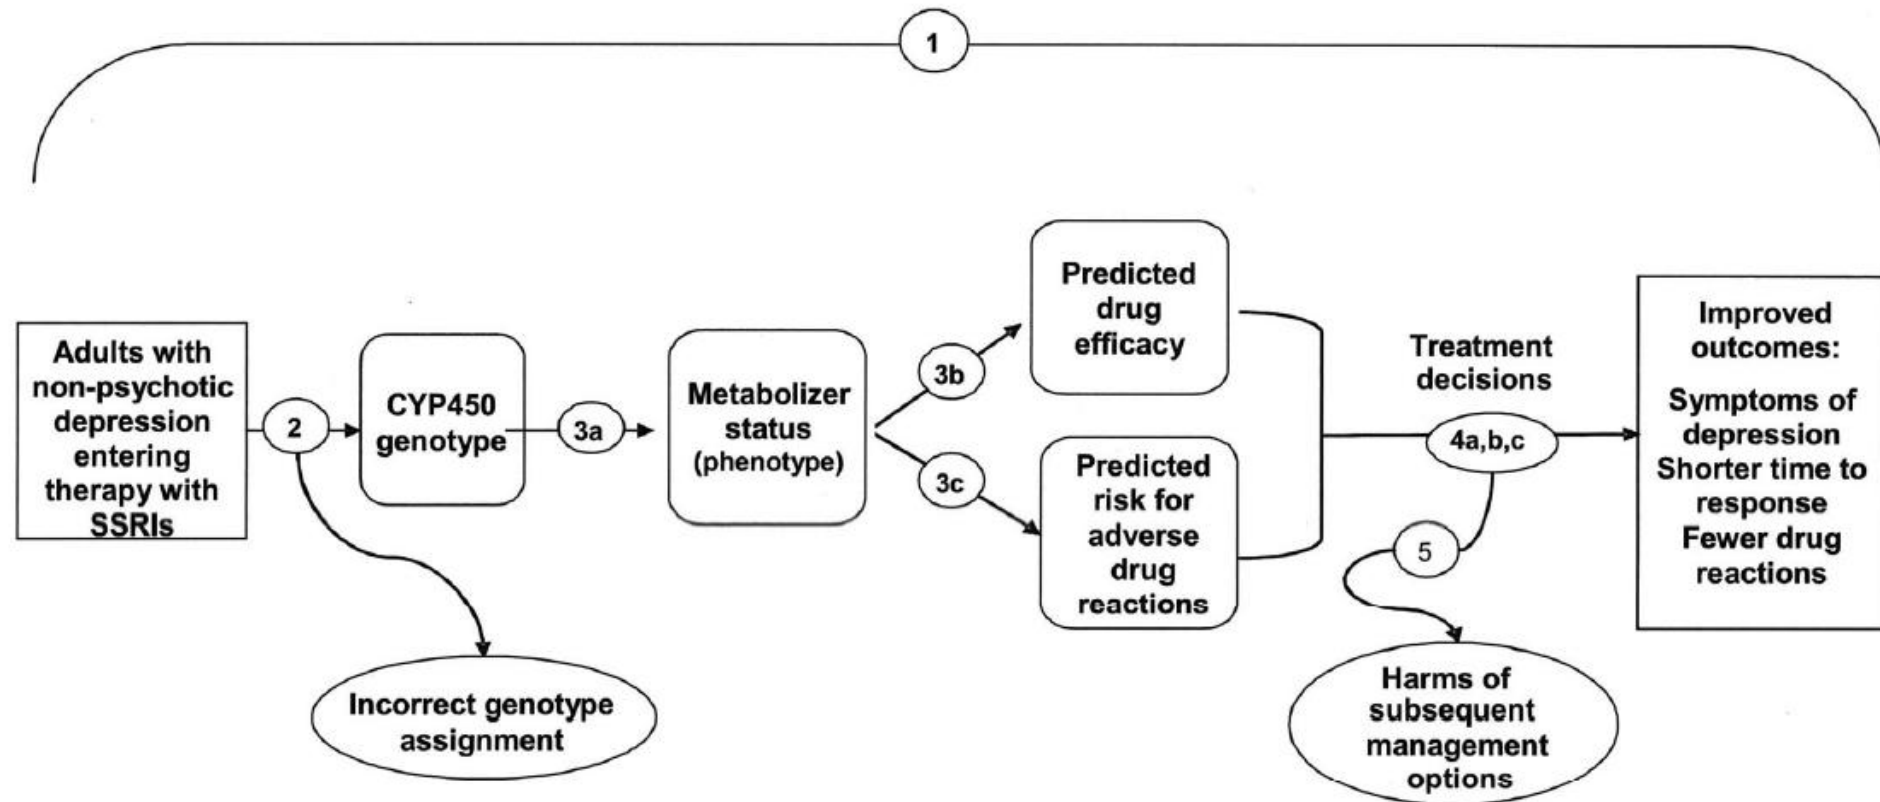 1
Adults with
non-psychotic
depression
entering
therapy with
SSRIs
2
CYP450
genotype
3a
Metabolizer
status
(phenotype)
3b
3c
Predicted
drug
efficacy
Predicted
risk for
adverse
drug
reactions
Treatment
decisions
4a,b,c
5
Improved
outcomes:
Symptoms of
depression
Shorter time to
response
Fewer drug
reactions
Incorrect genotype
assignment
Harms of
subsequent
management
options